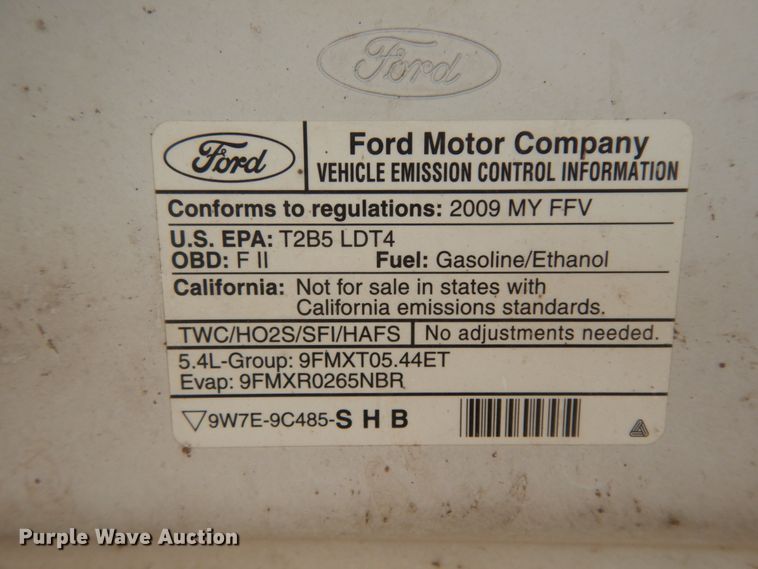 Ford
Ford
Ford Motor Company
VEHICLE EMISSION CONTROL INFORMATION
Conforms to regulations: 2009 MY FFV
U.S. EPA: T2B5 LDT4
OBD: F II Fuel: Gasoline/Ethanol
California: Not for sale in states with
California emissions standards.
TWC/HO2S/SFI/HAFS No adjustments needed.
5.4L-Group: 9FMXT05.44ET
Evap: 9FMXR0265NBR
▽9W7E-9C485-S H B
Purple Wave Auction